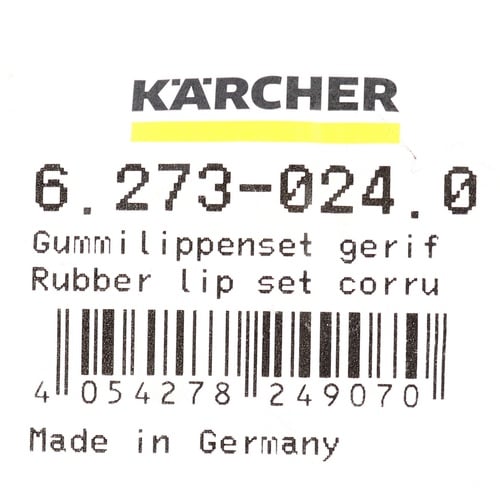 KÄRCHER
6.273-024.0
Gummilippenset gerif
Rubber lip set corru
4 054278 249070
Made in Germany